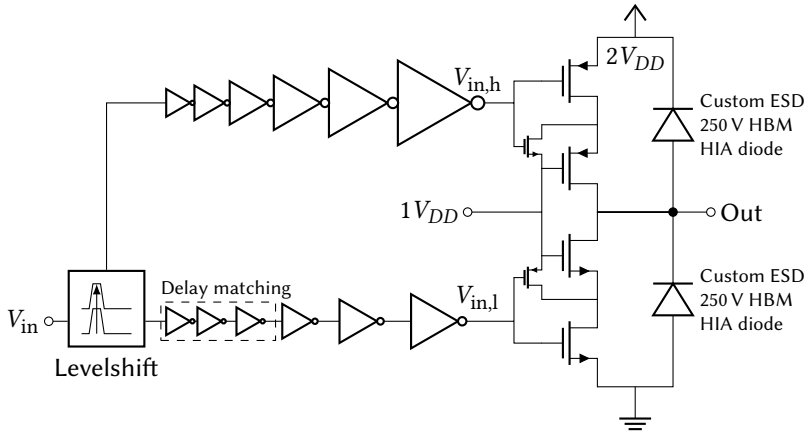 2V_DD
V_in,h
Custom ESD
250 V HBM
HIA diode
1V_DD
Out
Delay matching
V_in,l
V_in
Levelshift
Custom ESD
250 V HBM
HIA diode